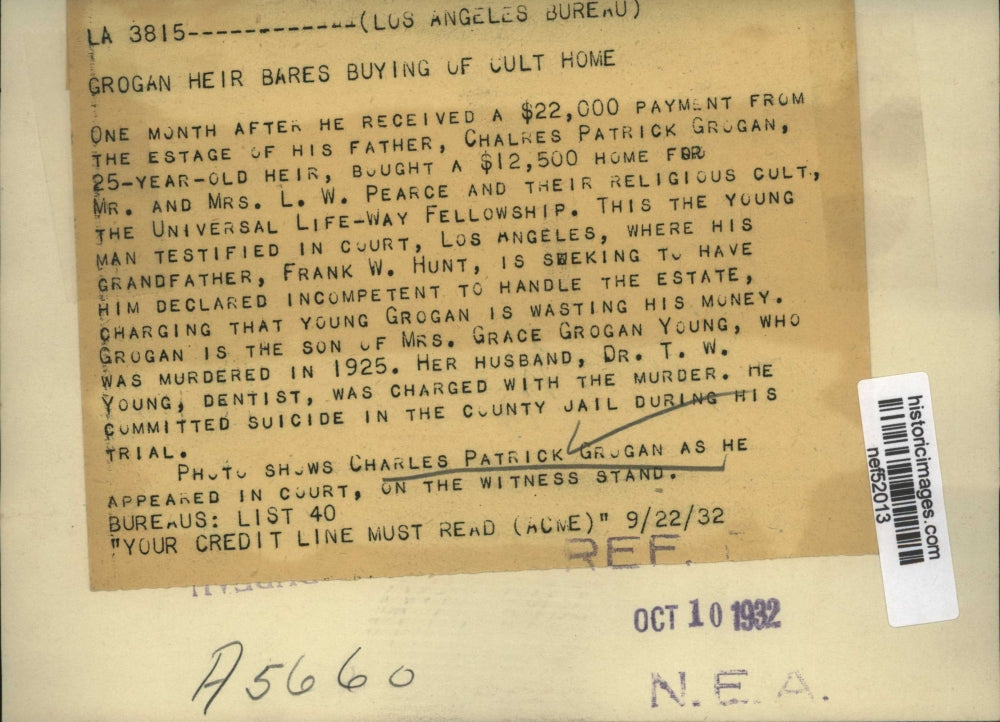 LA 3815------------(LOS ANGELES BUREAU)
GROGAN HEIR BARES BUYING OF CULT HOME
ONE MONTH AFTER HE RECEIVED A $22,000 PAYMENT FROM
THE ESTAGE OF HIS FATHER, CHALRES PATRICK GROGAN,
25-YEAR-OLD HEIR, BOUGHT A $12,500 HOME FOR
MR. AND MRS. L. W. PEARCE AND THEIR RELIGIOUS CULT,
THE UNIVERSAL LIFE-WAY FELLOWSHIP. THIS THE YOUNG
MAN TESTIFIED IN COURT, LOS ANGELES, WHERE HIS
GRANDFATHER, FRANK W. HUNT, IS SEEKING TO HAVE
HIM DECLARED INCOMPETENT TO HANDLE THE ESTATE,
CHARGING THAT YOUNG GROGAN IS WASTING HIS MONEY.
GROGAN IS THE SON OF MRS. GRACE GROGAN YOUNG, WHO
WAS MURDERED IN 1925. HER HUSBAND, DR. T. W.
YOUNG, DENTIST, WAS CHARGED WITH THE MURDER. HE
COMMITTED SUICIDE IN THE COUNTY JAIL DURING HIS
TRIAL.
PHOTO SHOWS CHARLES PATRICK GROGAN AS HE
APPEARED IN COURT, ON THE WITNESS STAND.
BUREAUS: LIST 40
"YOUR CREDIT LINE MUST READ (ACME)" 9/22/32
REF.
OCT 10 1932
N.E.A.
A5660
historicimages.com
nef52013